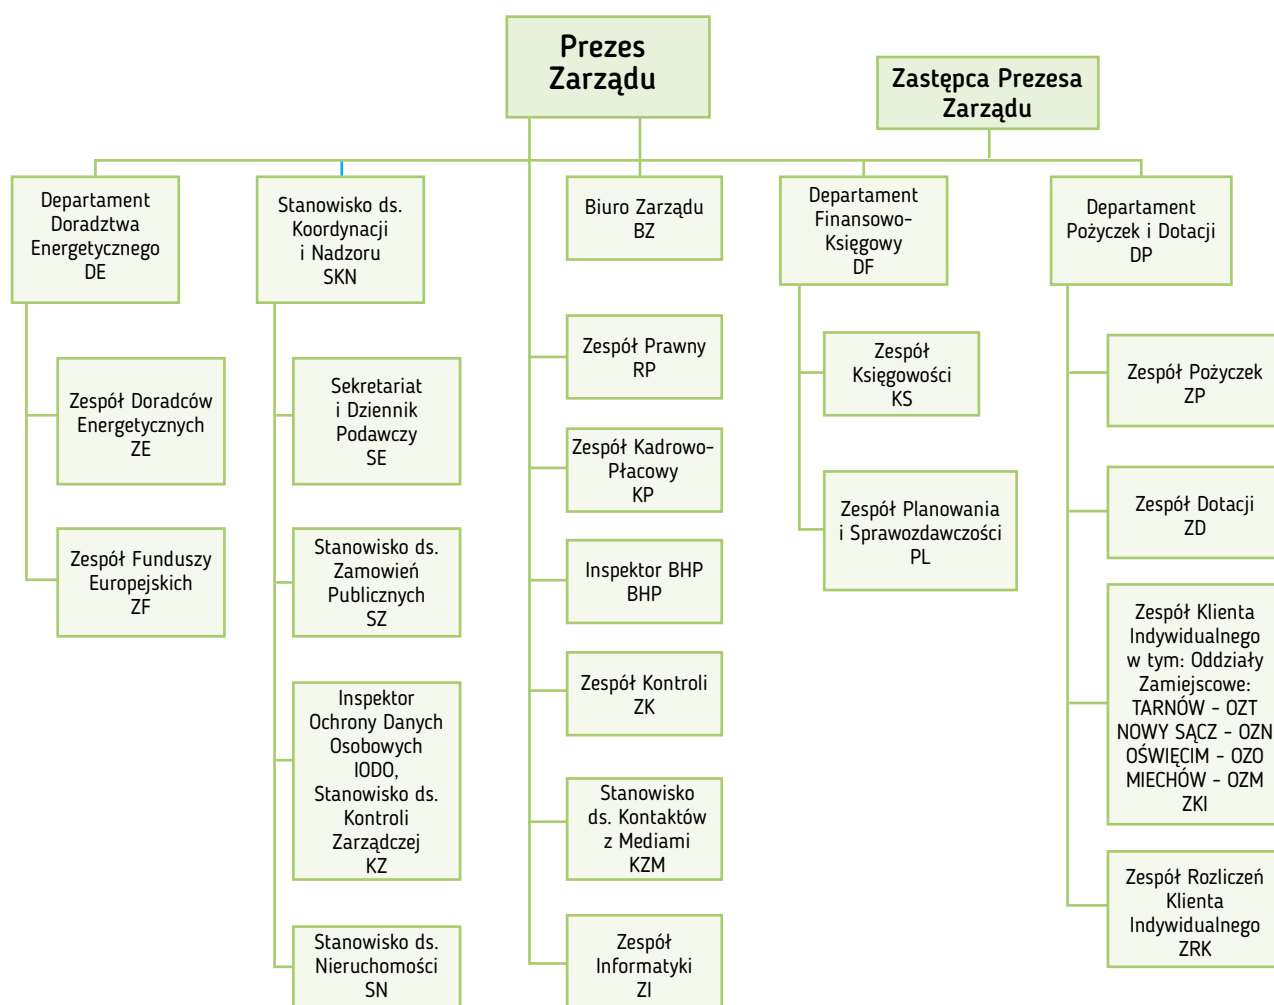 Prezes
Zarządu
Zastępca Prezesa
Zarządu
Departament
Doradztwa
Energetycznego
DE
Stanowisko ds.
Koordynacji
i Nadzoru
SKN
Biuro Zarządu
BZ
Departament
Finansowo-
Księgowy
DF
Departament
Pożyczek i Dotacji
DP
Zespół Doradców
Energetycznych
ZE
Zespół Funduszy
Europejskich
ZF
Sekretariat
i Dziennik
Podawczy
SE
Stanowisko ds.
Zamowień
Publicznych
SZ
Inspektor
Ochrony Danych
Osobowych
IODO,
Stanowisko ds.
Kontroli
Zarządczej
KZ
Stanowisko ds.
Nieruchomości
SN
Zespół Prawny
RP
Zespół Kadrowo-
Płacowy
KP
Inspektor BHP
BHP
Zespół Kontroli
ZK
Stanowisko
ds. Kontaktów
z Mediami
KZM
Zespół
Informatyki
ZI
Zespół
Księgowości
KS
Zespół Planowania
i Sprawozdawczości
PL
Zespół Pożyczek
ZP
Zespół Dotacji
ZD
Zespół Klienta
Indywidualnego
w tym: Oddziały
Zamiejscowe:
TARNÓW - OZT
NOWY SĄCZ - OZN
OŚWIĘCIM - OZO
MIECHÓW - OZM
ZKI
Zespół Rozliczeń
Klienta
Indywidualnego
ZRK